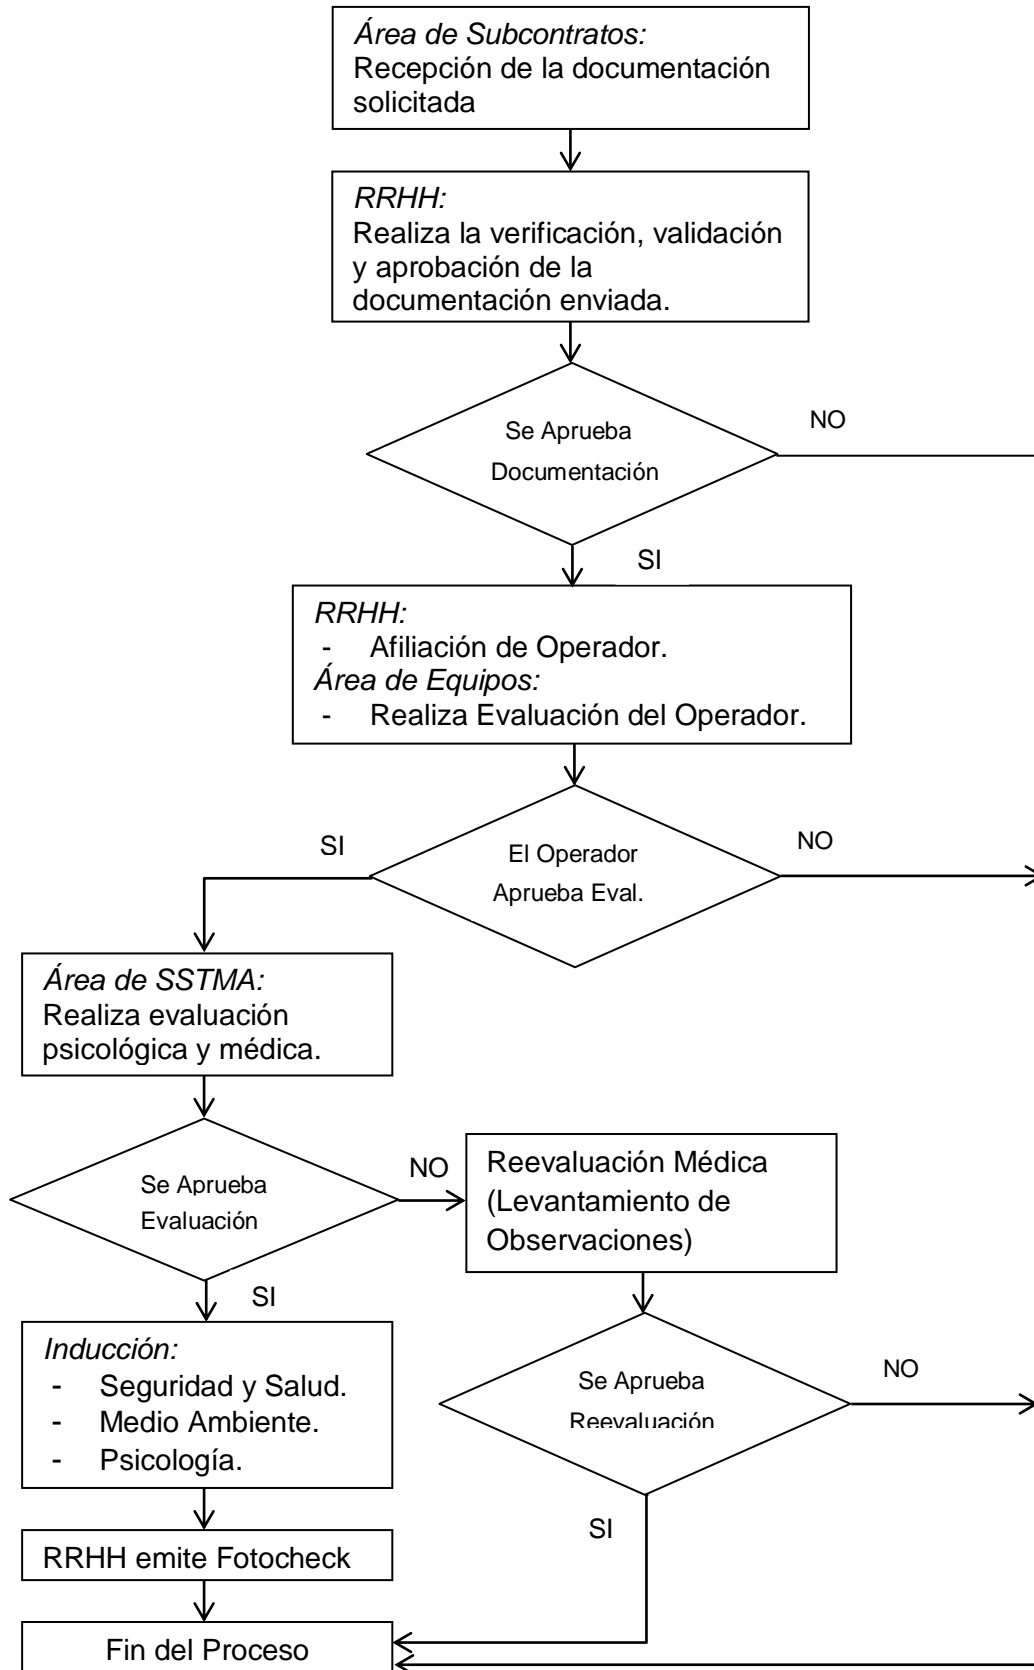 Área de Subcontratos:
Recepción de la documentación
solicitada
RRHH:
Realiza la verificación, validación
y aprobación de la
documentación enviada.
Se Aprueba
Documentación
NO
SI
RRHH:
- Afiliación de Operador.
Área de Equipos:
- Realiza Evaluación del Operador.
El Operador
Aprueba Eval.
SI
NO
Área de SSTMA:
Realiza evaluación
psicológica y médica.
Se Aprueba
Evaluación
NO
Reevaluación Médica
(Levantamiento de
Observaciones)
SI
Inducción:
- Seguridad y Salud.
- Medio Ambiente.
- Psicología.
Se Aprueba
Reevaluación
NO
SI
RRHH emite Fotocheck
Fin del Proceso